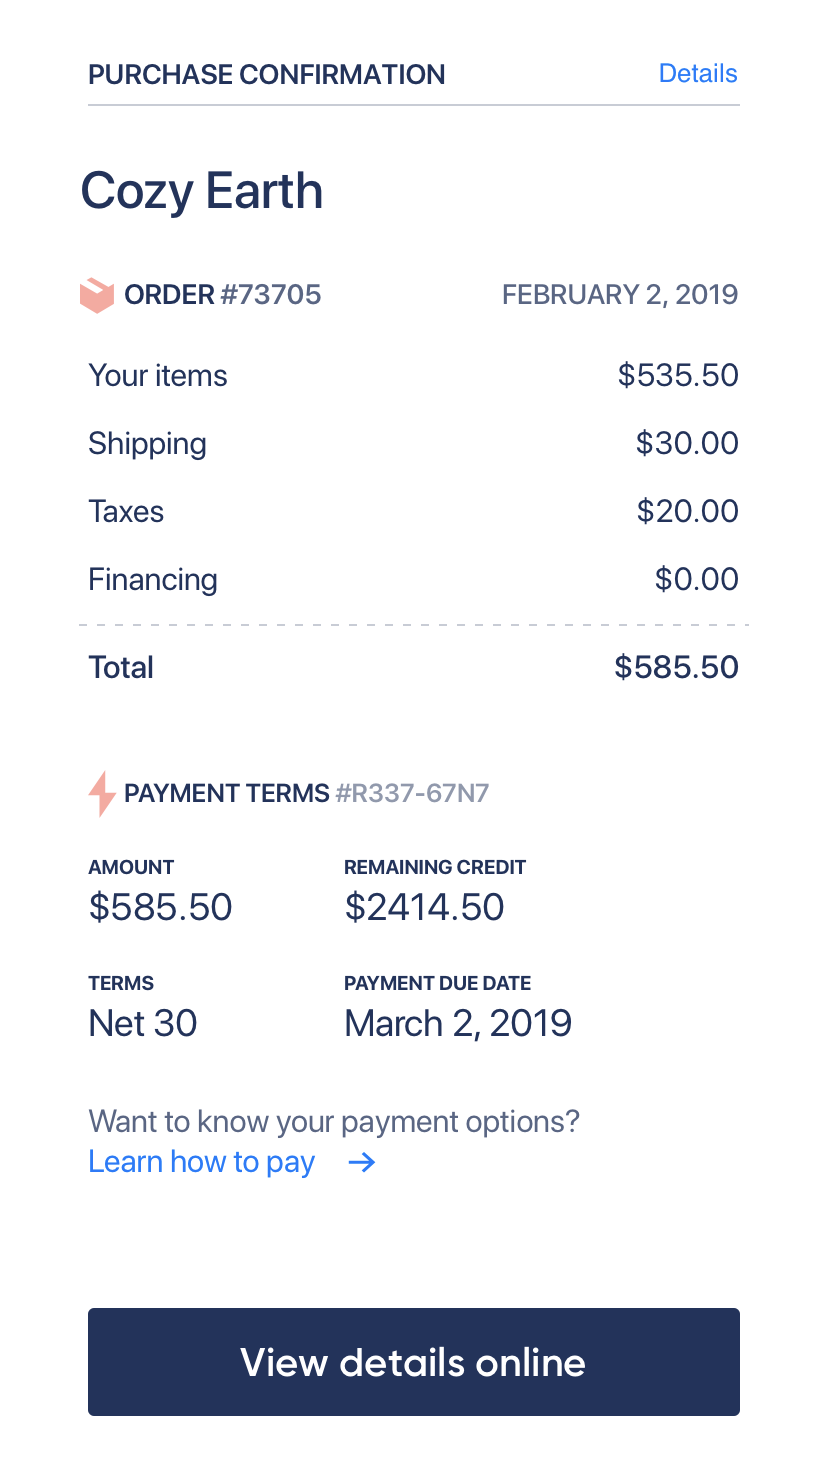 PURCHASE CONFIRMATION Details
Cozy Earth
ORDER #73705 FEBRUARY 2, 2019
Your items $535.50
Shipping $30.00
Taxes $20.00
Financing $0.00
Total $585.50
PAYMENT TERMS #R337-67N7
AMOUNT REMAINING CREDIT
$585.50 $2414.50
TERMS PAYMENT DUE DATE
Net 30 March 2, 2019
Want to know your payment options?
Learn how to pay →
View details online